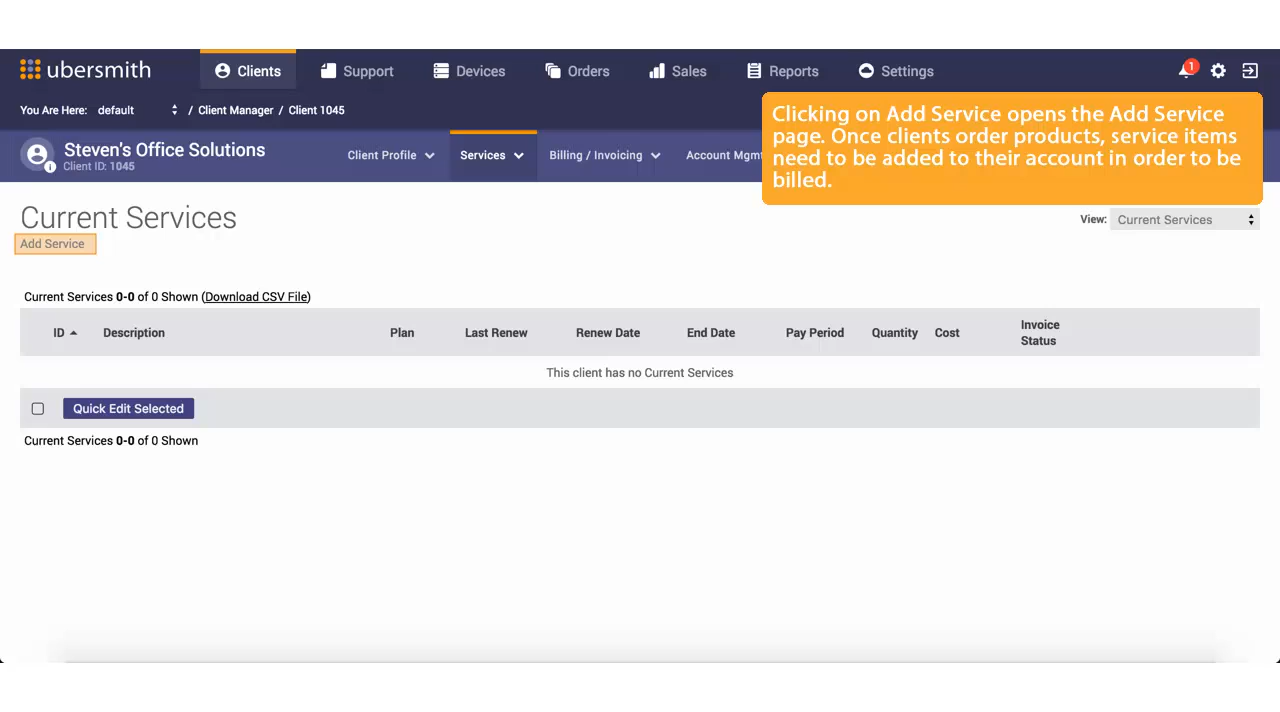 ubersmith Clients Support Devices Orders Sales Reports Settings 1
You Are Here: default / Client Manager / Client 1045
Clicking on Add Service opens the Add Service
page. Once clients order products, service items
need to be added to their account in order to be
billed.
Steven's Office Solutions
Client ID: 1045
Client Profile Services Billing / Invoicing Account Mgmt
Current Services
Add Service
View: Current Services
Current Services 0-0 of 0 Shown (Download CSV File)
ID Description Plan Last Renew Renew Date End Date Pay Period Quantity Cost Invoice Status
This client has no Current Services
Quick Edit Selected
Current Services 0-0 of 0 Shown